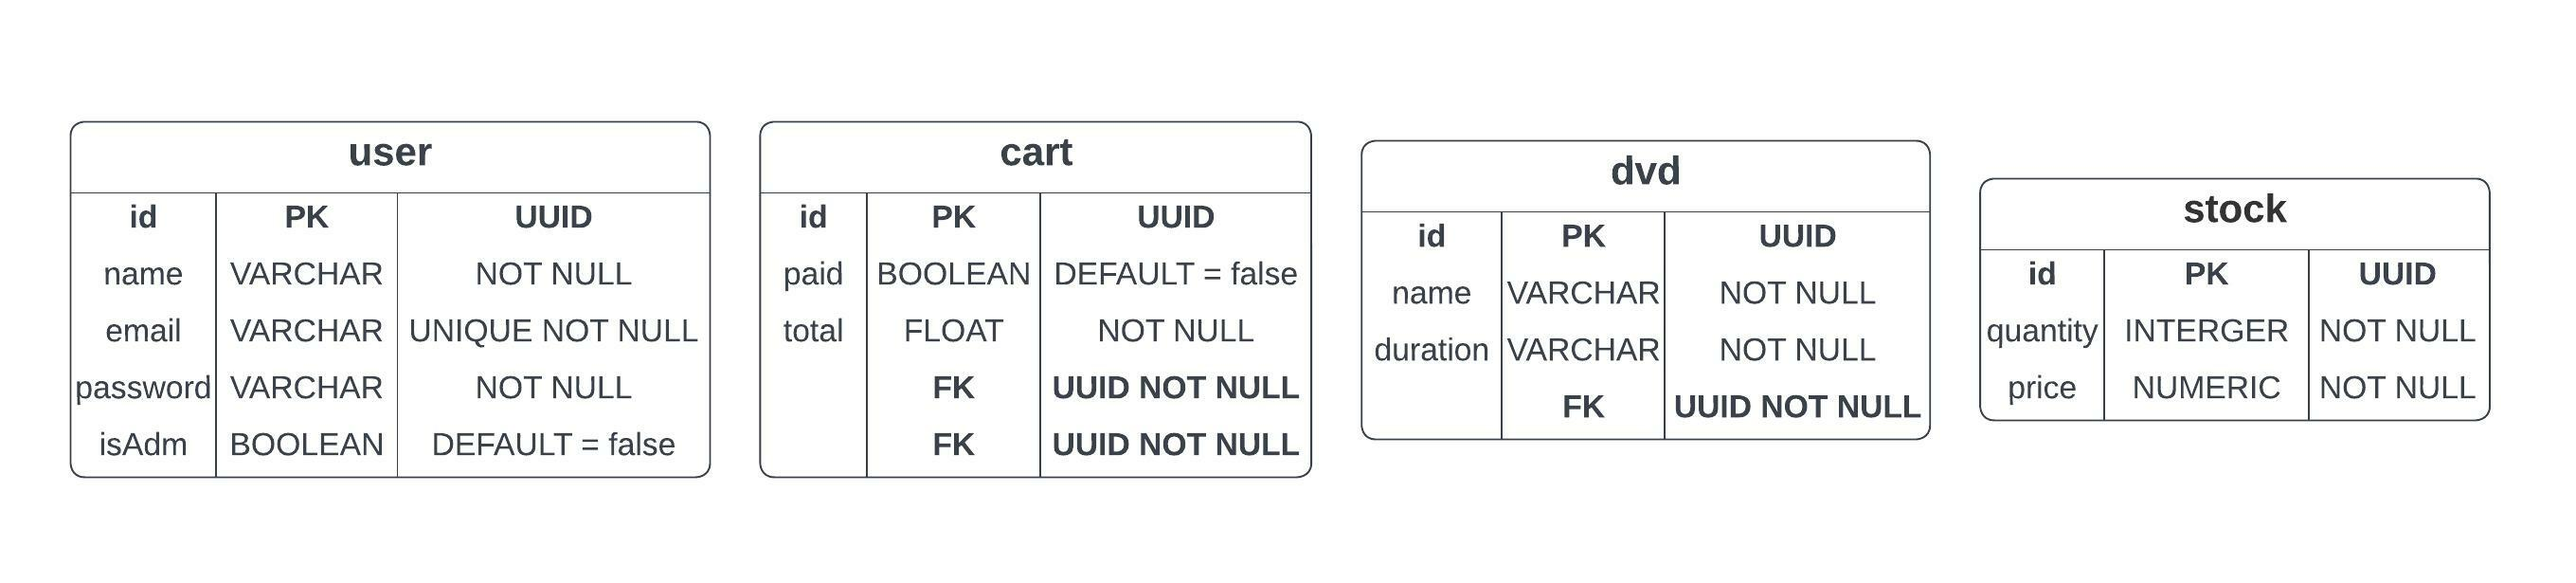 user
id PK UUID
name VARCHAR NOT NULL
email VARCHAR UNIQUE NOT NULL
password VARCHAR NOT NULL
isAdm BOOLEAN DEFAULT = false
cart
id PK UUID
paid BOOLEAN DEFAULT = false
total FLOAT NOT NULL
FK UUID NOT NULL
FK UUID NOT NULL
dvd
id PK UUID
name VARCHAR NOT NULL
duration VARCHAR NOT NULL
FK UUID NOT NULL
stock
id PK UUID
quantity INTERGER NOT NULL
price NUMERIC NOT NULL